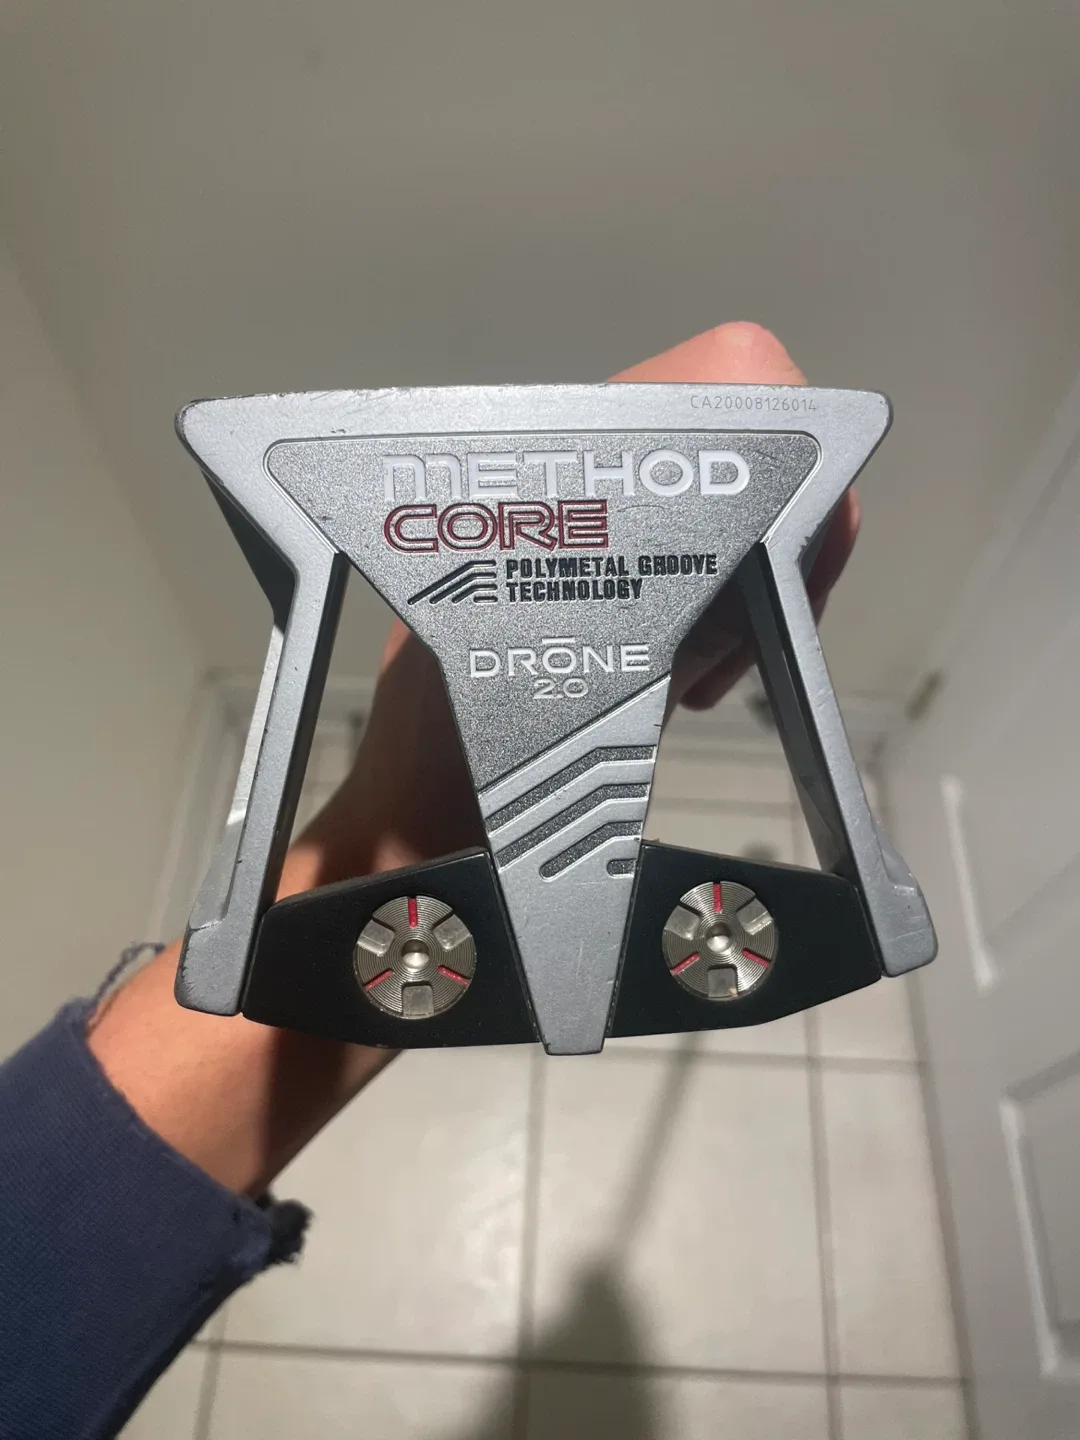 CA20008126014
METHOD
CORE
POLYMETAL GROOVE
TECHNOLOGY
DRŌNE
2.0